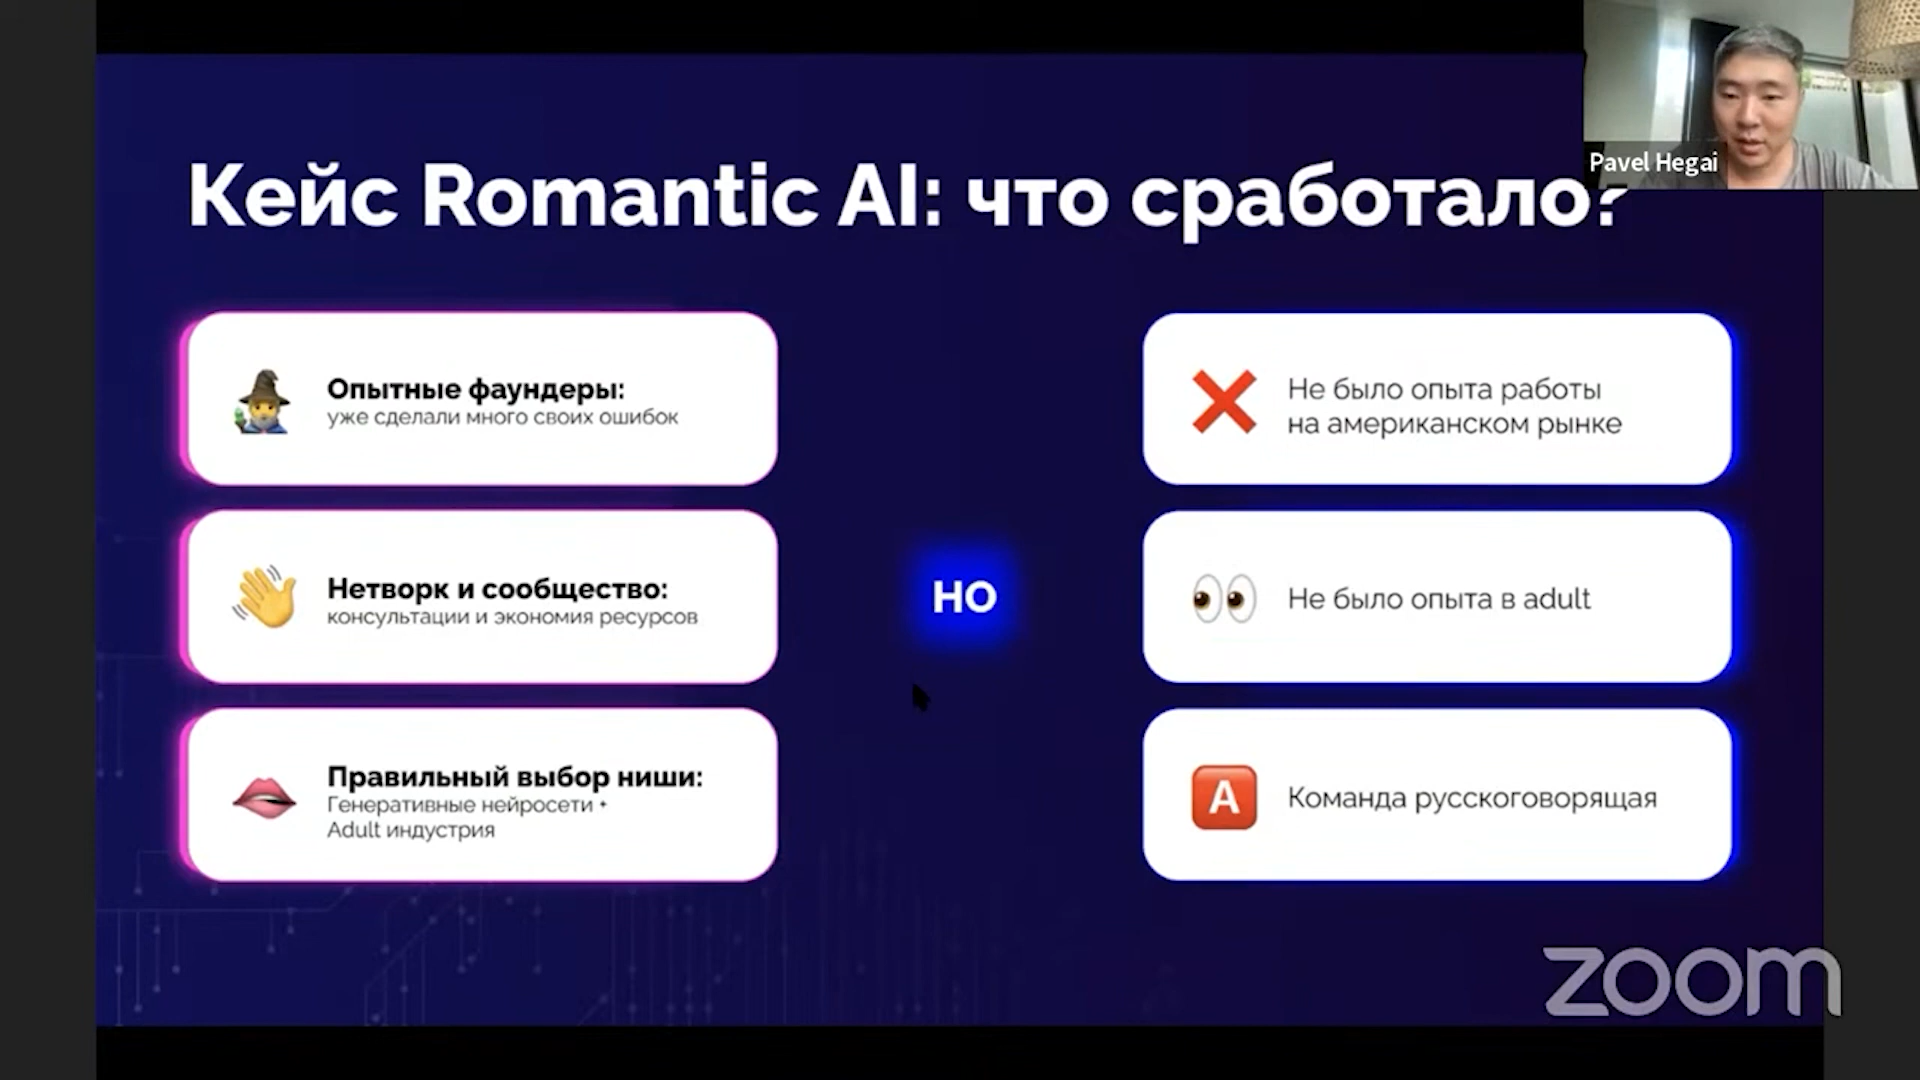 Pavel Hegai
Кейс Romantic AI: что сработало?
Опытные фаундеры:
уже сделали много своих ошибок
Нетворк и сообщество:
консультации и экономия ресурсов
Правильный выбор ниши:
Генеративные нейросети +
Adult индустрия
НО
Не было опыта работы
на американском рынке
Не было опыта в adult
A
Команда русскоговорящая
zoom